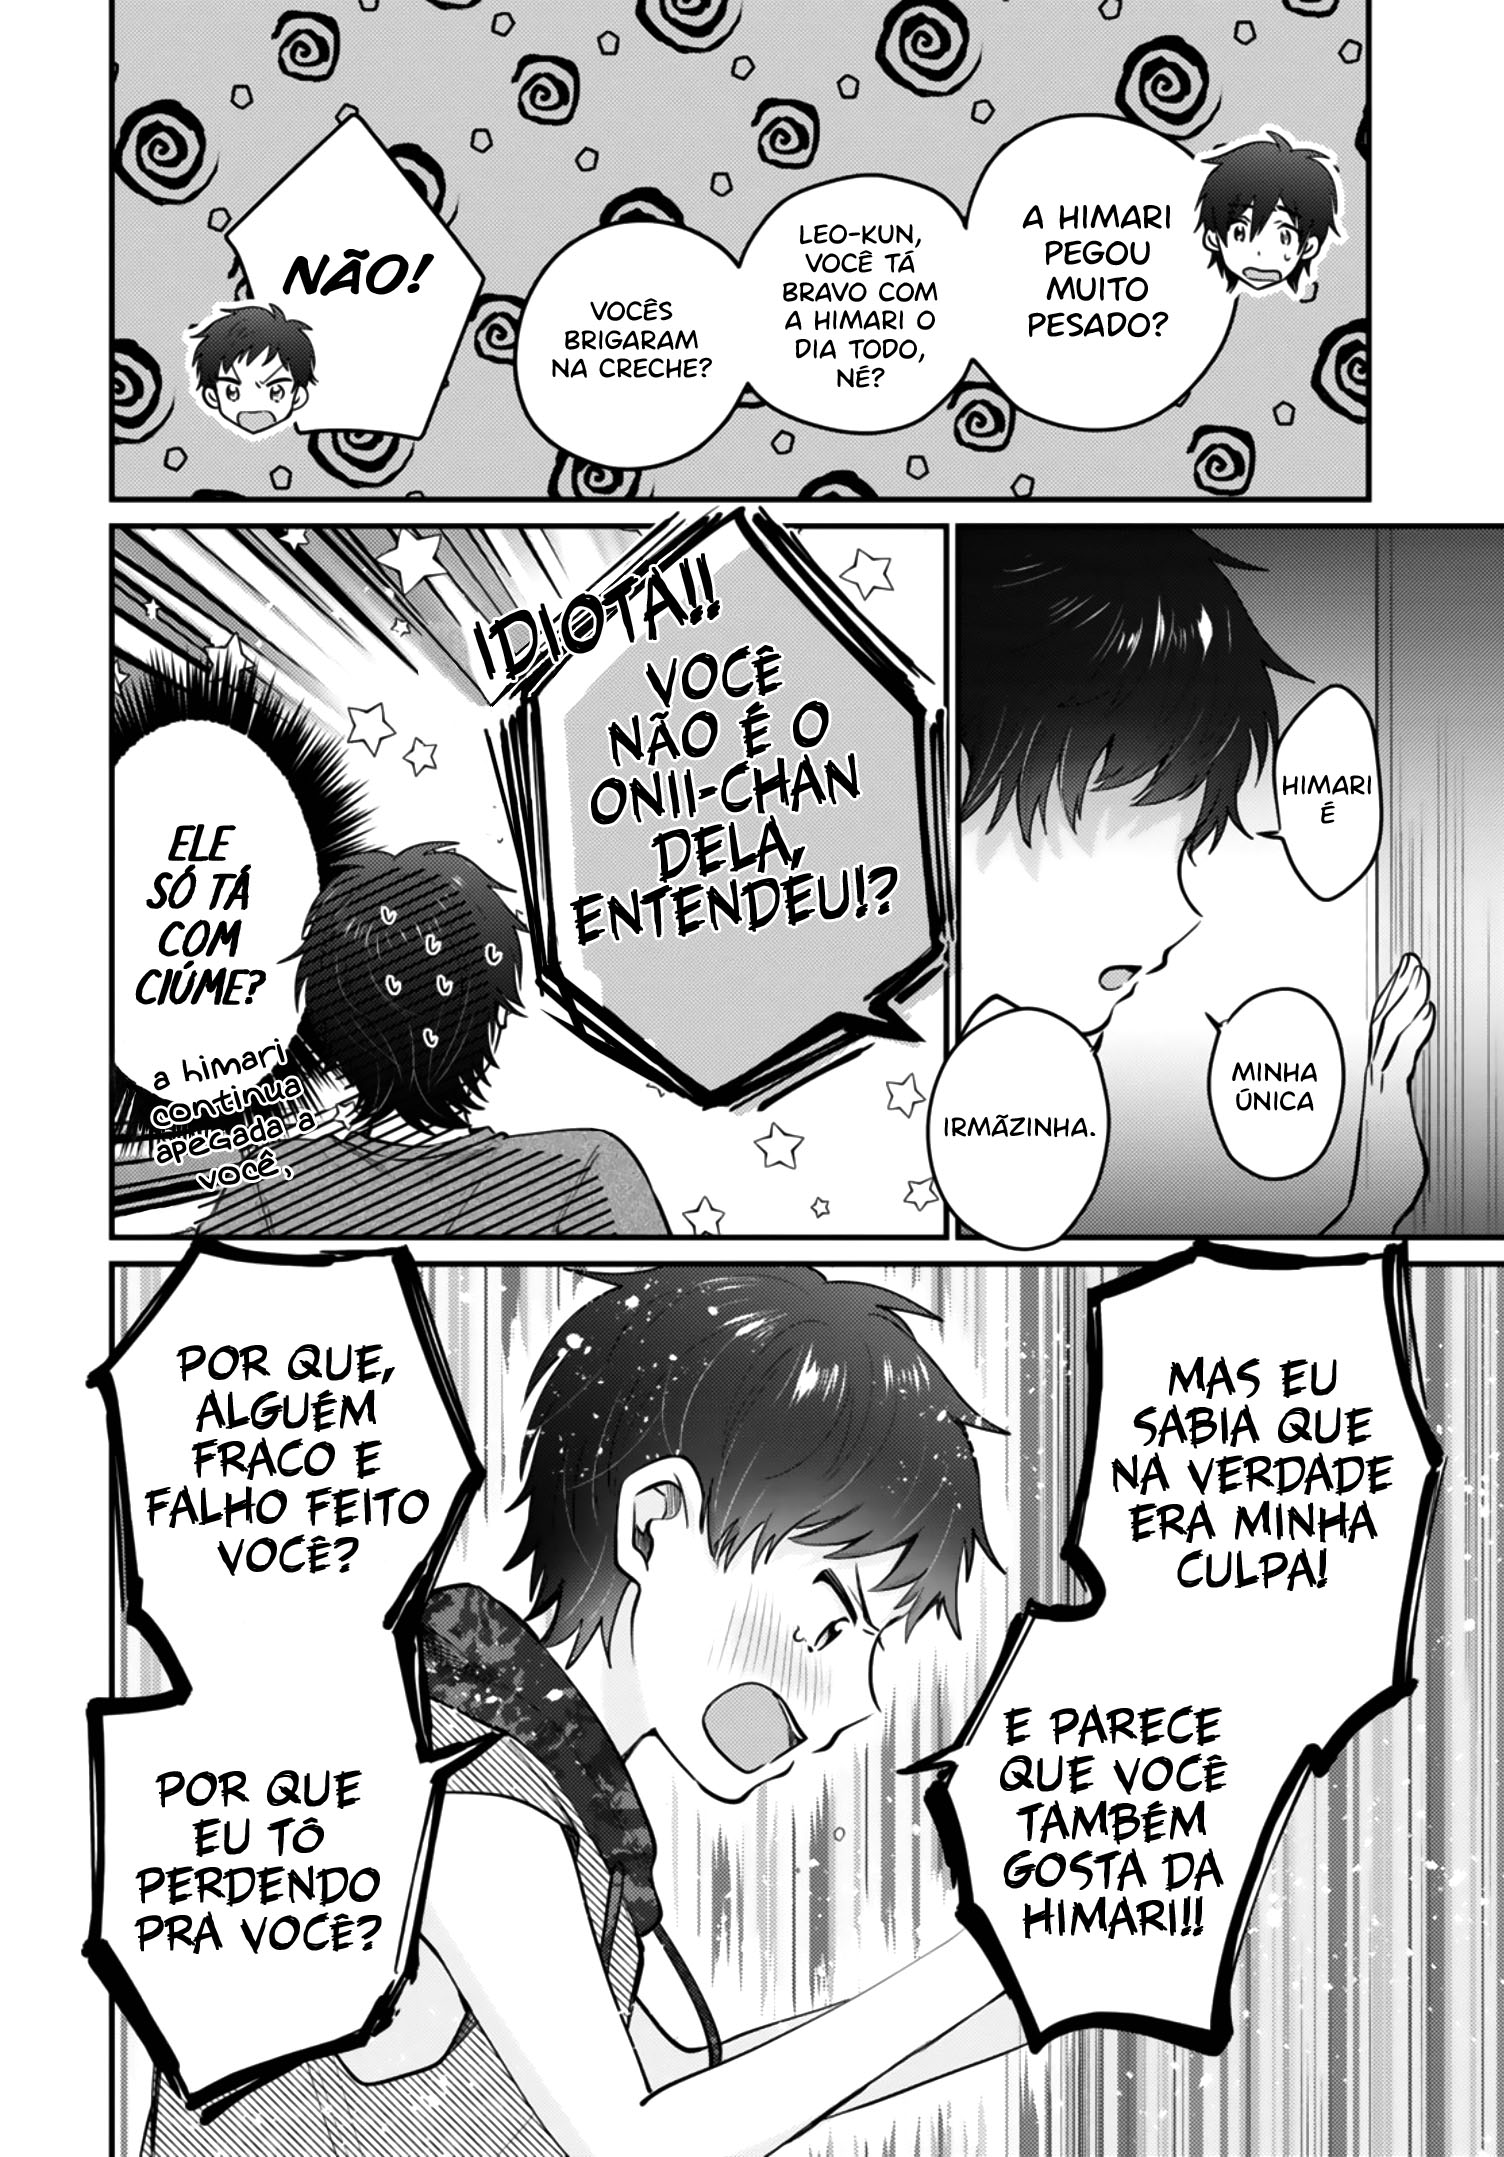 A HIMARI
PEGOU
MUITO
PESADO?
LEO-KUN,
VOCÊ TÁ
BRAVO COM
A HIMARI O
DIA TODO,
NÉ?
VOCÊS
BRIGARAM
NA CRECHE?
NÃO!
HIMARI
É
MINHA
ÚNICA
IRMÃZINHA.
IDIOTA!!
VOCÊ
NÃO É O
ONII-CHAN
DELA,
ENTENDEU!?
ELE
SÓ TÁ
COM
CIÚME?
a himari
continua
apegada a
você,
MAS EU
SABIA QUE
NA VERDADE
ERA MINHA
CULPA!
E PARECE
QUE VOCÊ
TAMBÉM
GOSTA DA
HIMARI!!
POR QUE,
ALGUÉM
FRACO E
FALHO FEITO
VOCÊ?
POR QUE
EU TÔ
PERDENDO
PRA VOCÊ?